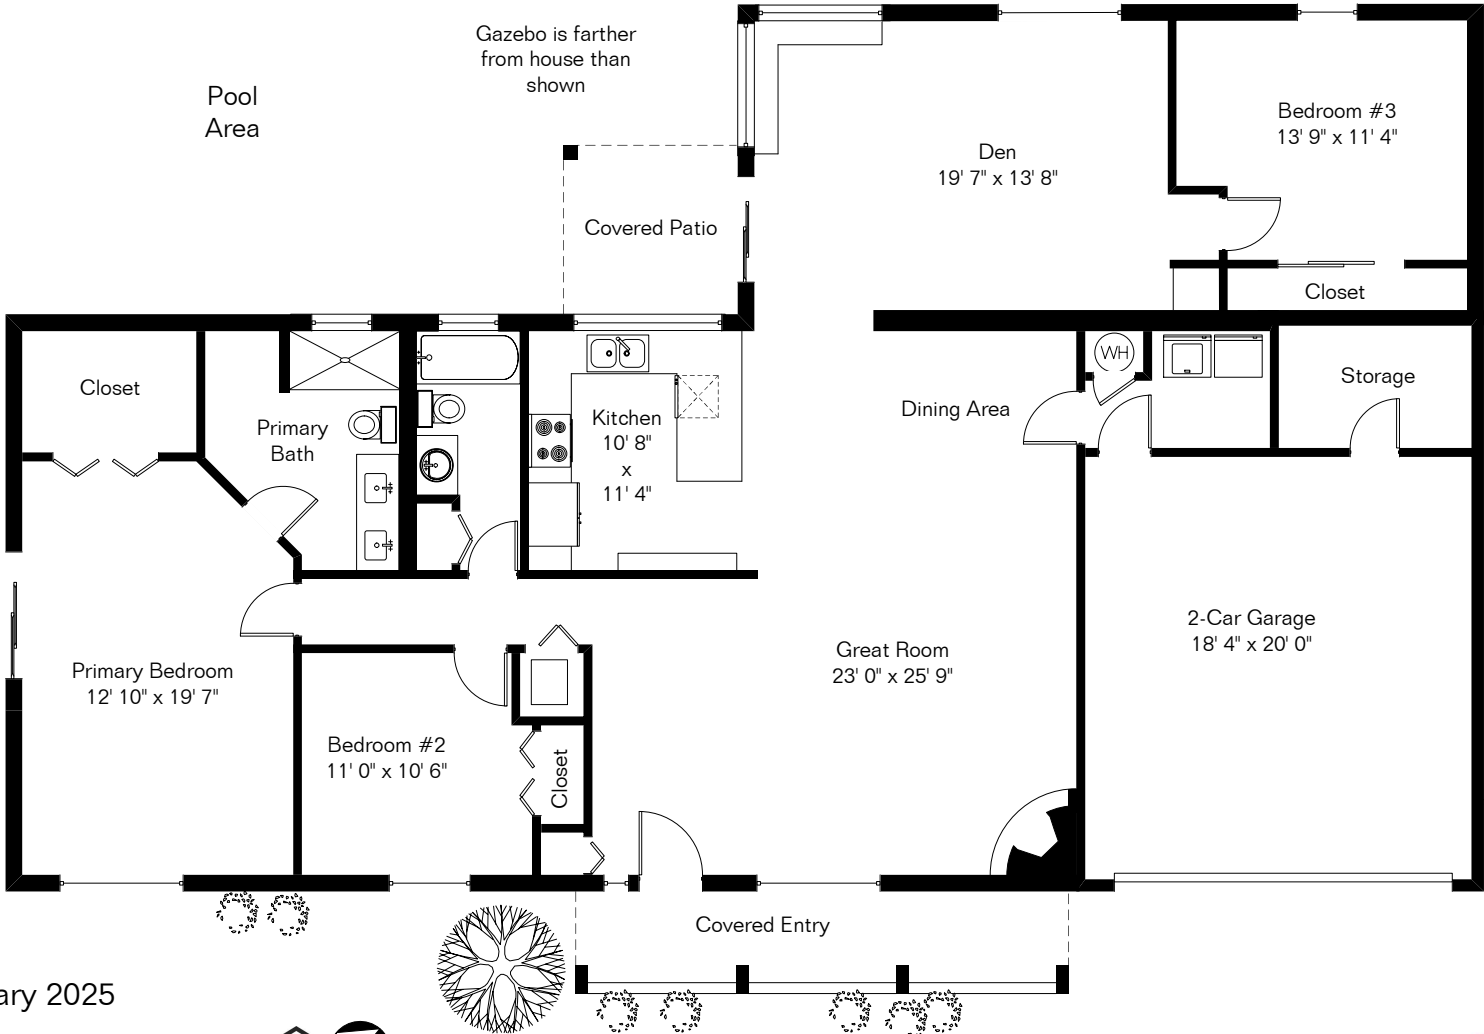 Gazebo is farther
from house than
shown
Pool
Area
Bedroom #3
13' 9" x 11' 4"
Den
19' 7" x 13' 8"
Covered Patio
Closet
WH
Storage
Closet
Dining Area
Kitchen
10' 8"
x
11' 4"
Primary
Bath
2-Car Garage
18' 4" x 20' 0"
Great Room
23' 0" x 25' 9"
Primary Bedroom
12' 10" x 19' 7"
Bedroom #2
11' 0" x 10' 6"
Closet
Covered Entry
ary 2025